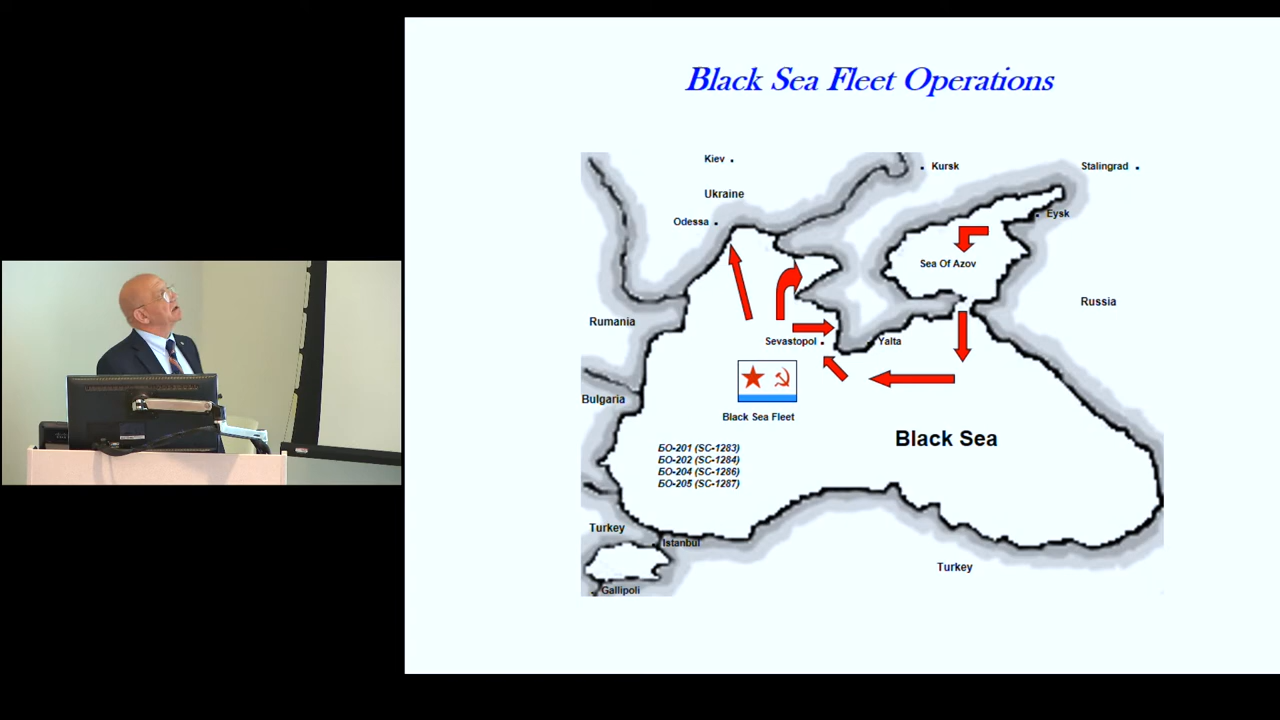 Black Sea Fleet Operations
Kiev
Kursk
Stalingrad
Ukraine
Odessa
Eysk
Sea Of Azov
Russia
Rumania
Sevastopol
Yalta
Bulgaria
Black Sea Fleet
Black Sea
БО-201 (SC-1283)
БО-202 (SC-1284)
БО-204 (SC-1286)
БО-205 (SC-1287)
Turkey
Istanbul
Turkey
Gallipoli